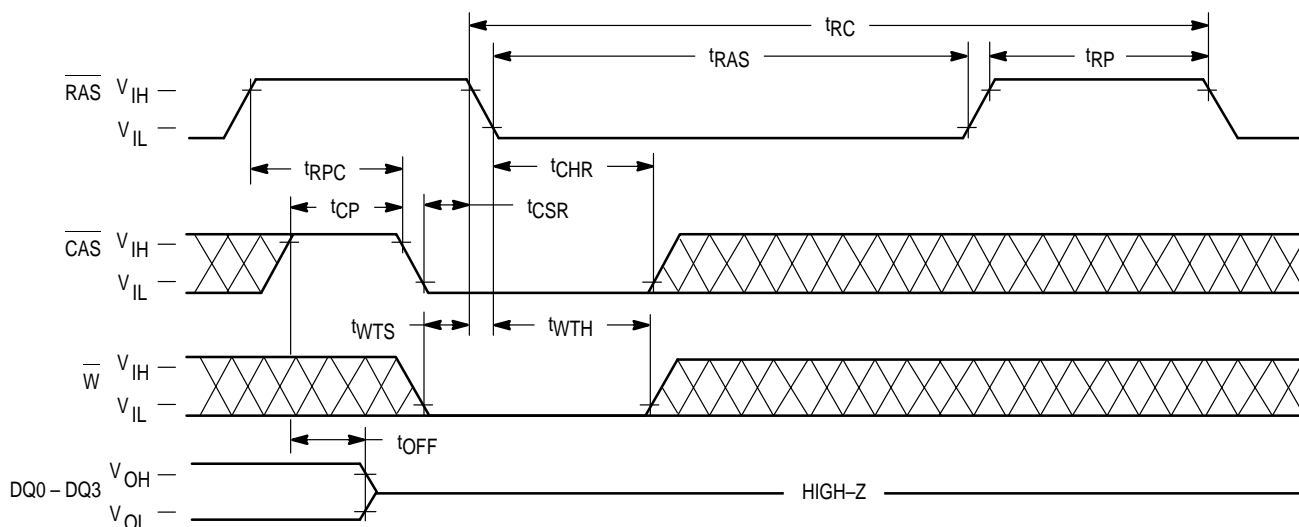 tRC
tRAS
tRP
RAS VIH
VIL
tRPC
tCHR
tCP
tCSR
CAS VIH
VIL
tWTS
tWTH
W VIH
VIL
tOFF
VOH
DQ0 – DQ3
HIGH–Z
VOL